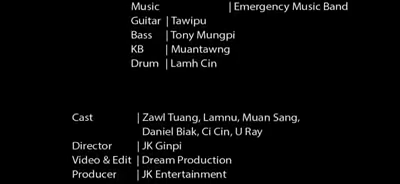 Music | Emergency Music Band
Guitar | Tawipu
Bass | Tony Mungpi
KB | Muantawng
Drum | Lamh Cin
Cast | Zawl Tuang, Lamnu, Muan Sang,
Daniel Biak, Ci Cin, U Ray
Director | JK Ginpi
Video & Edit | Dream Production
Producer | JK Entertainment